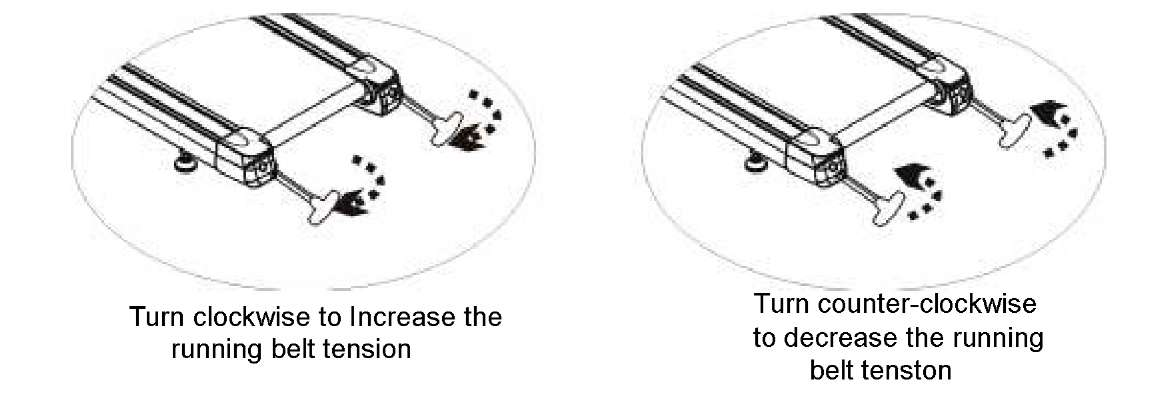 Turn clockwise to Increase the
running belt tension
Turn counter-clockwise
to decrease the running
belt tenston